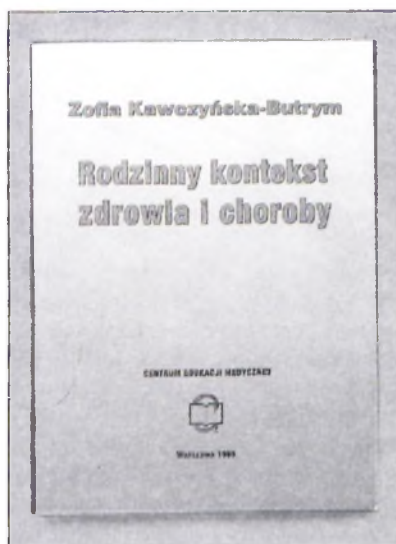 Zofia Kawczyńska-Butrym
Rodzinny kontekst
zdrowia i choroby
CENTRUM EDUKACJI MEDYCZNEJ
Warszawa